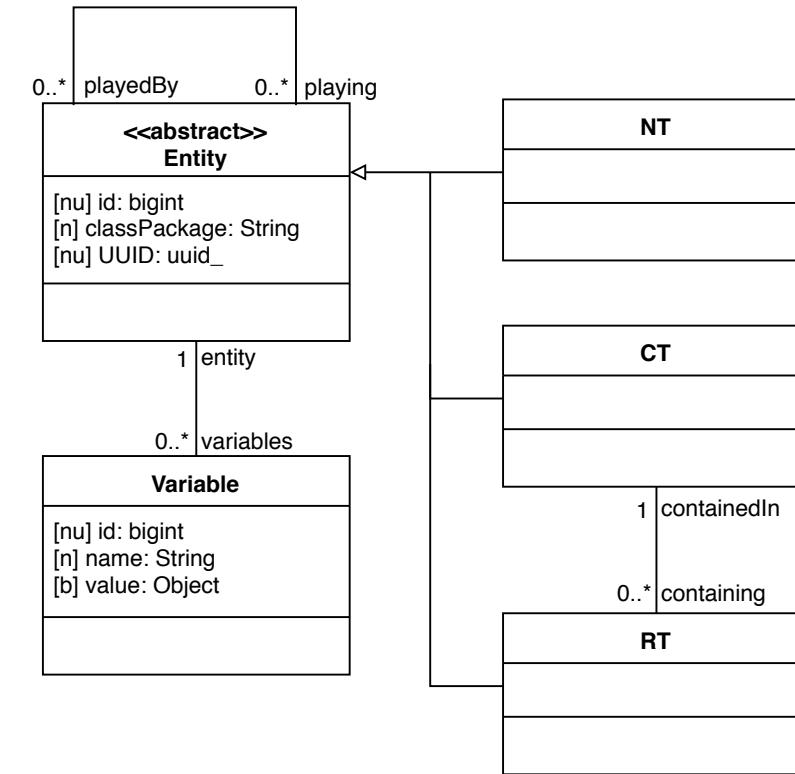 0..* playedBy 0..* playing
<<abstract>>
Entity
[nu] id: bigint
[n] classPackage: String
[nu] UUID: uuid_
1 entity
0..* variables
Variable
[nu] id: bigint
[n] name: String
[b] value: Object
NT
CT
1 containedIn
0..* containing
RT